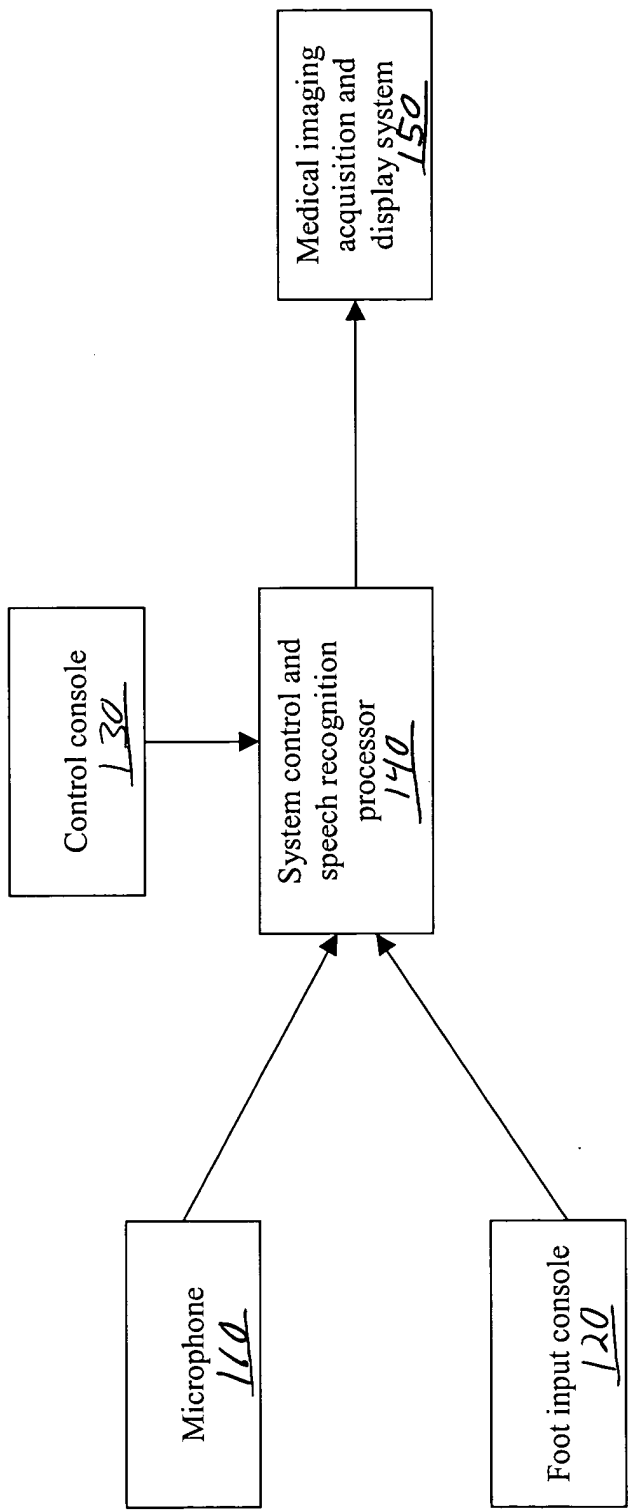 Control console
130
Microphone
160
System control and
speech recognition
processor
140
Medical imaging
acquisition and
display system
150
Foot input console
120